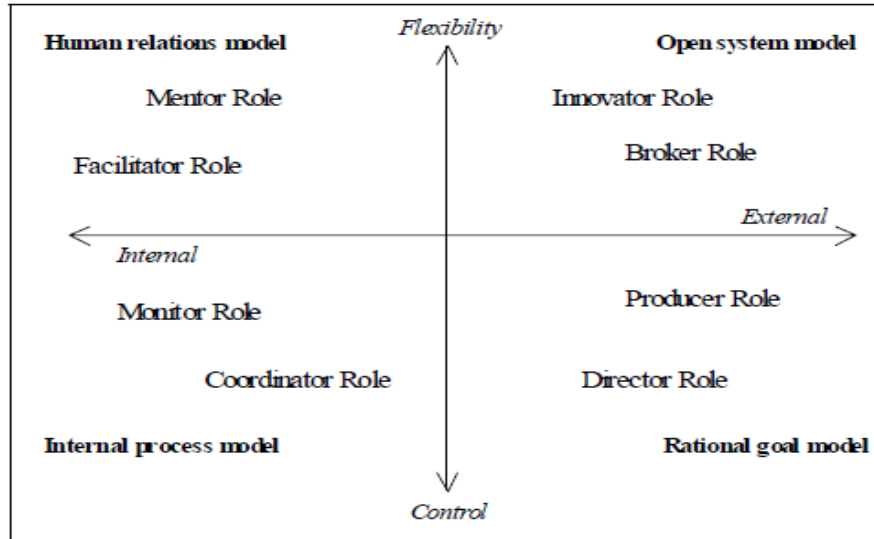 Human relations model
Flexibility
Open system model
Mentor Role
Innovator Role
Facilitator Role
Broker Role
External
Internal
Monitor Role
Producer Role
Coordinator Role
Director Role
Internal process model
Rational goal model
Control